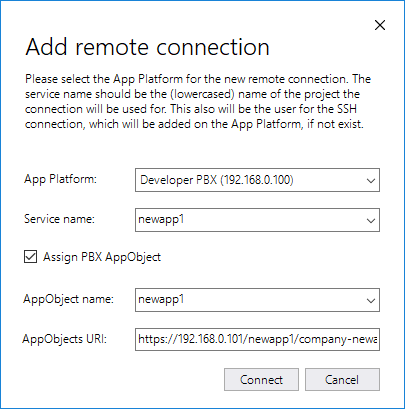 Add remote connection
Please select the App Platform for the new remote connection. The
service name should be the (lowercased) name of the project the
connection will be used for. This also will be the user for the SSH
connection, which will be added on the App Platform, if not exist.
App Platform: Developer PBX (192.168.0.100)
Service name: newapp1
Assign PBX AppObject
AppObject name: newapp1
AppObjects URI: https://192.168.0.101/newapp1/company-newa
Connect Cancel